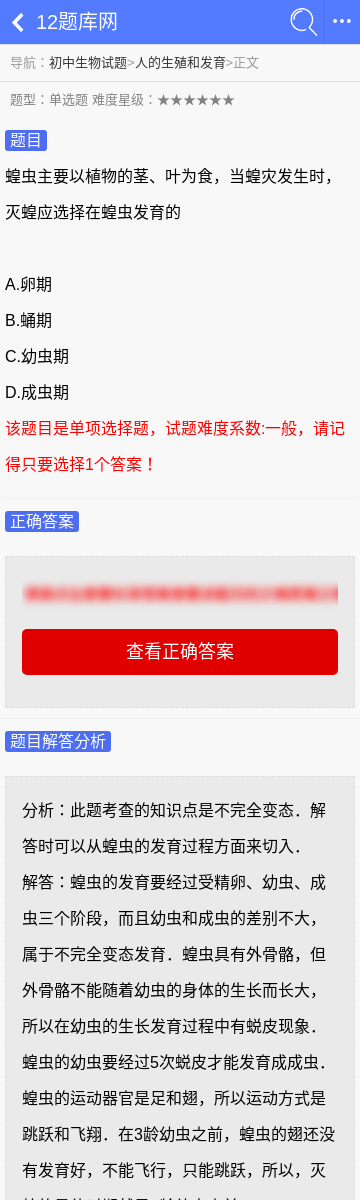 12题库网
导航：初中生物试题>人的生殖和发育>正文
题型：单选题 难度星级：★★★★★★
题目
蝗虫主要以植物的茎、叶为食，当蝗灾发生时，
灭蝗应选择在蝗虫发育的
A.卵期
B.蛹期
C.幼虫期
D.成虫期
该题目是单项选择题，试题难度系数:一般，请记
得只要选择1个答案！
正确答案
查看正确答案
题目解答分析
分析：此题考查的知识点是不完全变态．解
答时可以从蝗虫的发育过程方面来切入．
解答：蝗虫的发育要经过受精卵、幼虫、成
虫三个阶段，而且幼虫和成虫的差别不大，
属于不完全变态发育．蝗虫具有外骨骼，但
外骨骼不能随着幼虫的身体的生长而长大，
所以在幼虫的生长发育过程中有蜕皮现象．
蝗虫的幼虫要经过5次蜕皮才能发育成成虫．
蝗虫的运动器官是足和翅，所以运动方式是
跳跃和飞翔．在3龄幼虫之前，蝗虫的翅还没
有发育好，不能飞行，只能跳跃，所以，灭